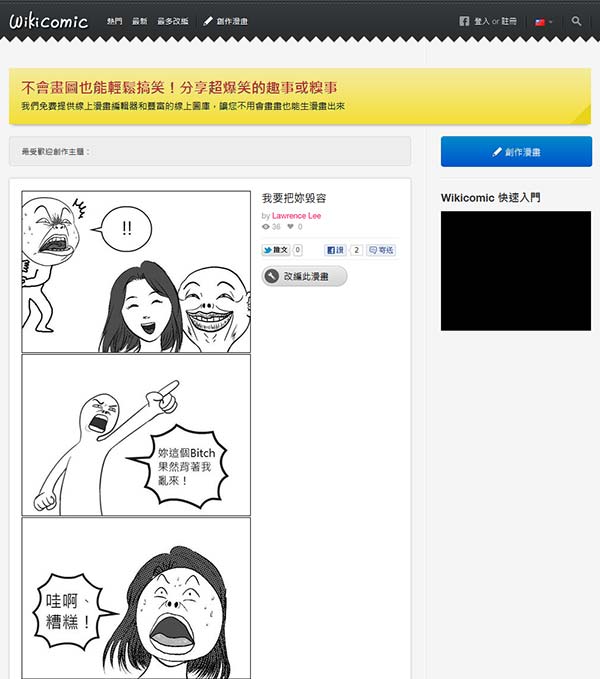 Wikicomic 熱門 最新 最多改編 創作漫畫 登入 or 註冊
不會畫圖也能輕鬆搞笑！分享超爆笑的趣事或糗事
我們免費提供線上漫畫編輯器和豐富的線上圖庫，讓您不用會畫畫也能生漫畫出來
最受歡迎創作主題：
創作漫畫
我要把妳毀容
by Lawrence Lee
36 0
推文 0 讚 2 寄送
改編此漫畫
Wikicomic 快速入門
!!
妳這個Bitch
果然背著我
亂來！
哇啊、
糟糕！